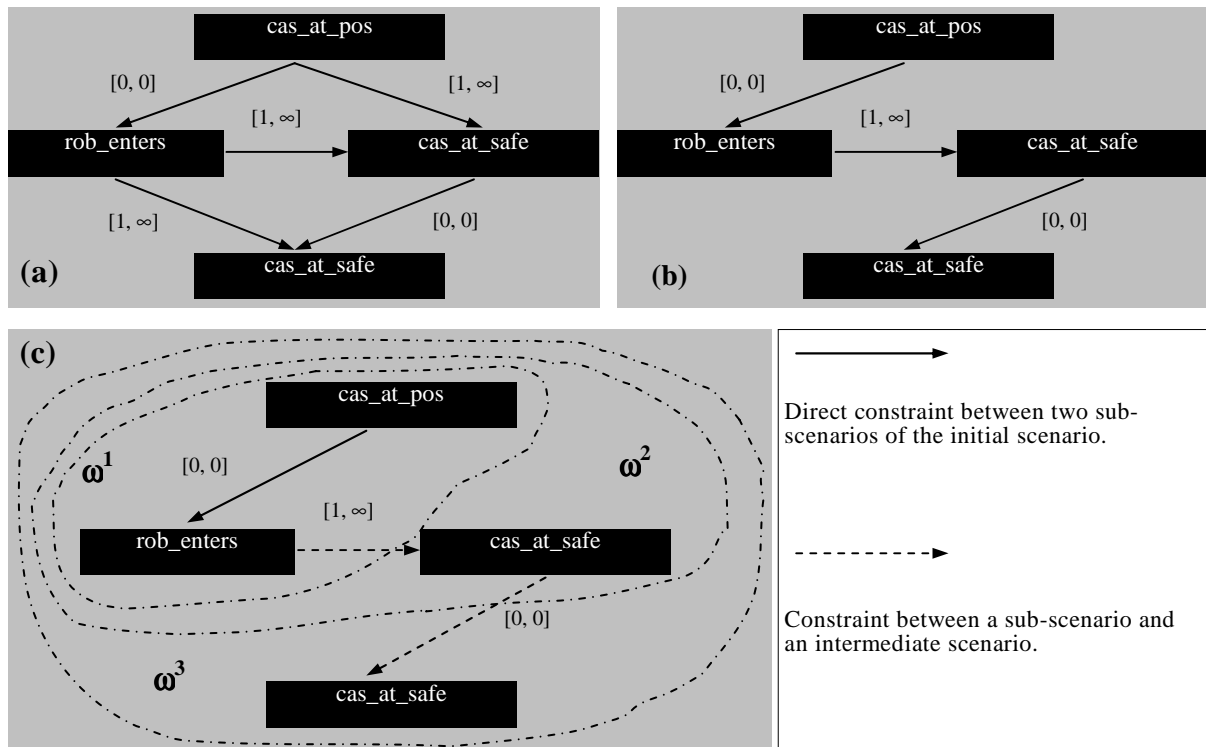 cas_at_pos
[0, 0]
[1, ∞]
[1, ∞]
rob_enters
cas_at_safe
[1, ∞]
[0, 0]
cas_at_safe
(a)
cas_at_pos
[0, 0]
[1, ∞]
rob_enters
cas_at_safe
[0, 0]
cas_at_safe
(b)
(c)
cas_at_pos
[0, 0]
ω1
ω2
[1, ∞]
rob_enters
cas_at_safe
[0, 0]
ω3
cas_at_safe
Direct constraint between two sub-
scenarios of the initial scenario.
Constraint between a sub-scenario and
an intermediate scenario.